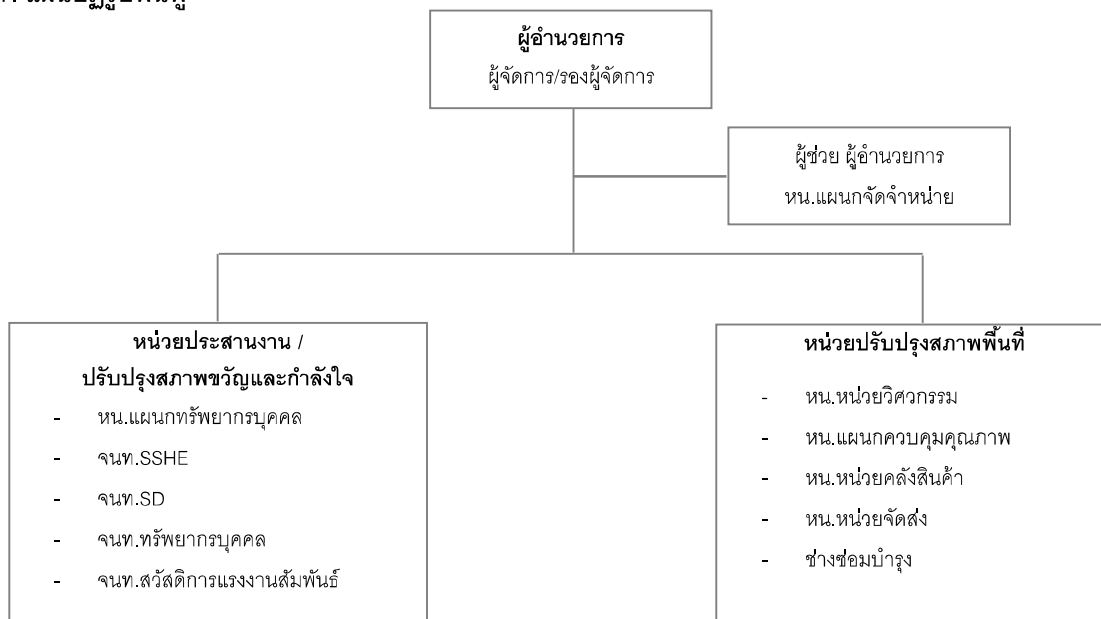 ผู้อำนวยการ
ผู้จัดการ/รองผู้จัดการ
ผู้ช่วย ผู้อำนวยการ
หน.แผนกจัดจำหน่าย
หน่วยประสานงาน /
ปรับปรุงสภาพขวัญและกำลังใจ
- หน.แผนกทรัพยากรบุคคล
- จนท.SSHE
- จนท.SD
- จนท.ทรัพยากรบุคคล
- จนท.สวัสดิการแรงงานสัมพันธ์
หน่วยปรับปรุงสภาพพื้นที่
- หน.หน่วยวิศวกรรม
- หน.แผนกควบคุมคุณภาพ
- หน.หน่วยคลังสินค้า
- หน.หน่วยจัดส่ง
- ช่างซ่อมบำรุง